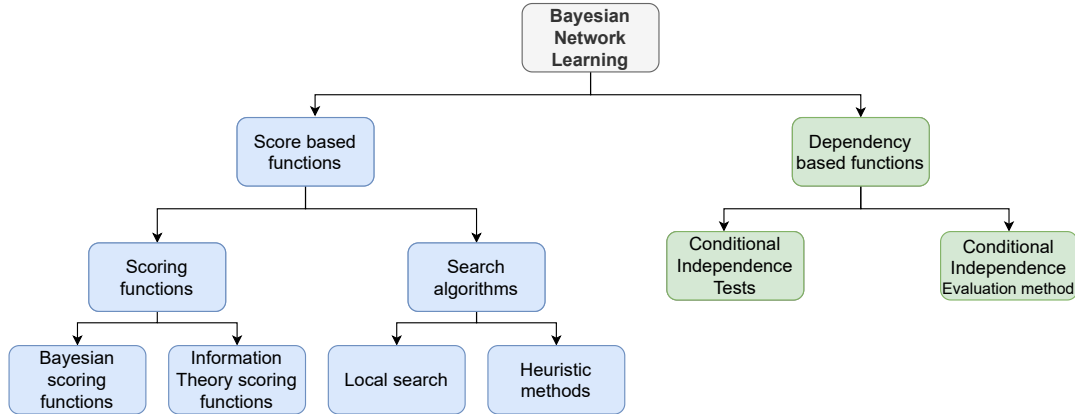 Bayesian
Network
Learning
Score based
functions
Dependency
based functions
Scoring
functions
Search
algorithms
Conditional
Independence
Tests
Conditional
Independence
Evaluation method
Bayesian
scoring
functions
Information
Theory scoring
functions
Local search
Heuristic
methods